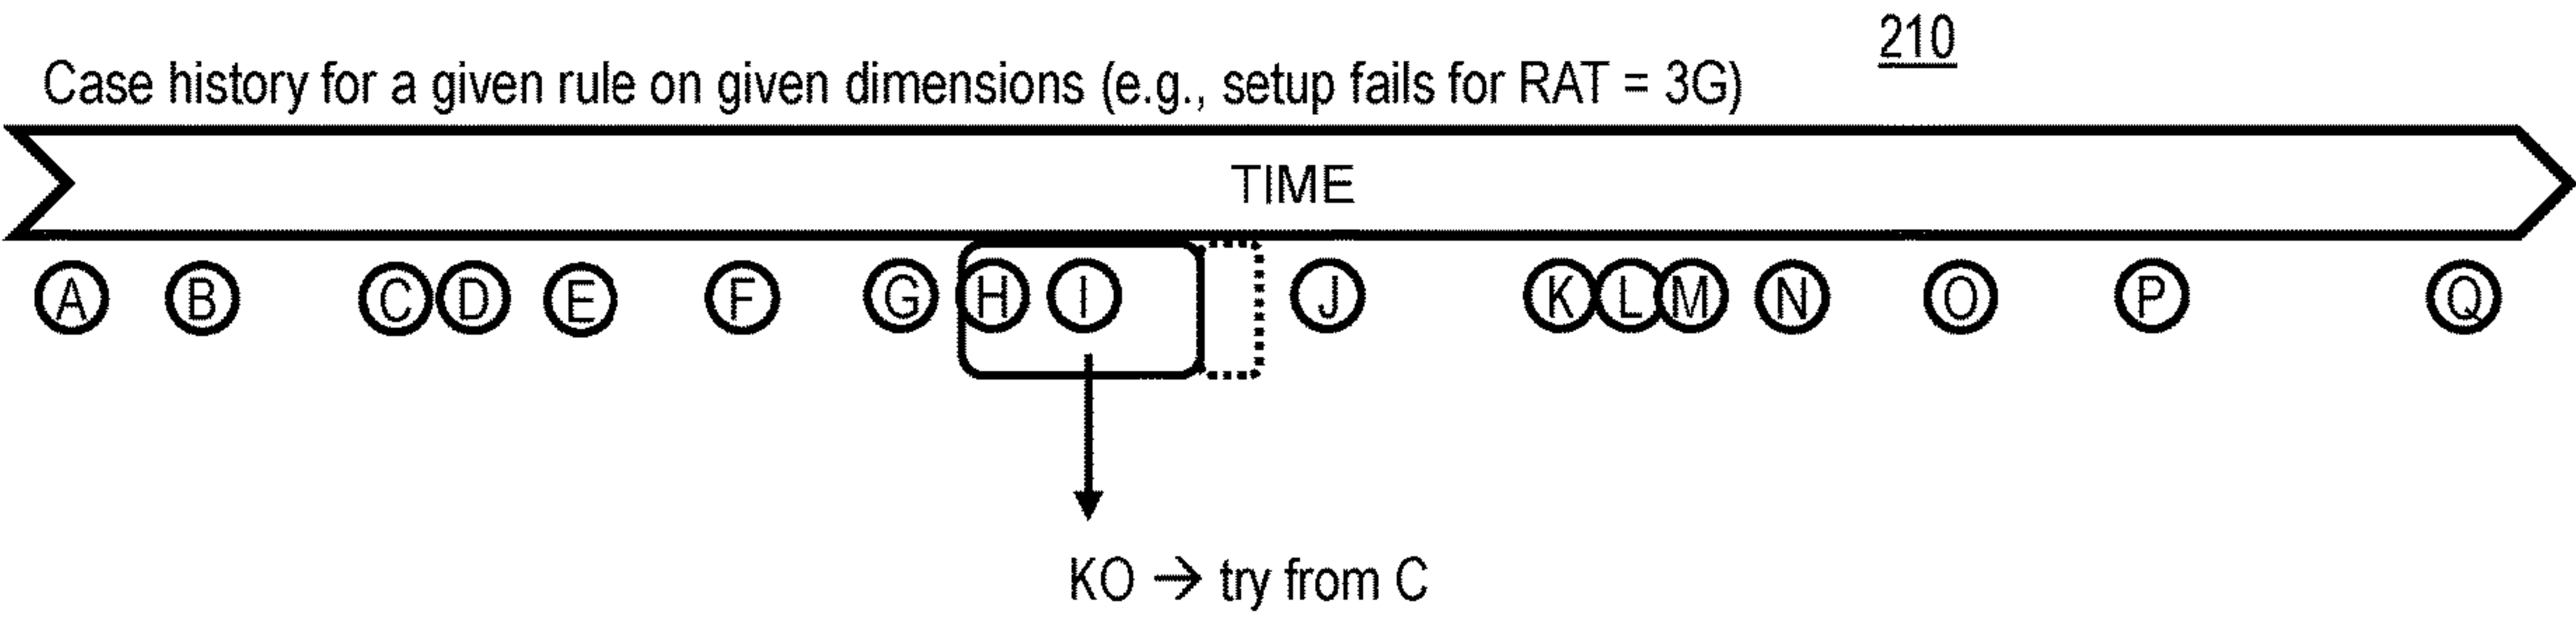 210
Case history for a given rule on given dimensions (e.g., setup fails for RAT = 3G)
TIME
A B C D E F G H I J K L M N O P Q
KO → try from C